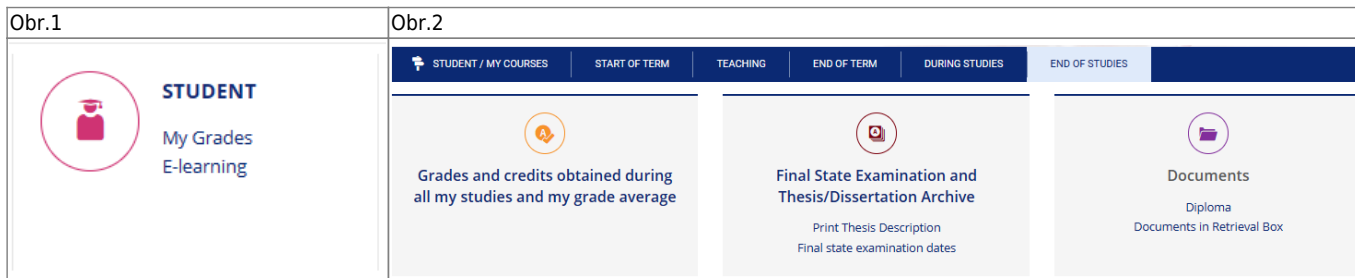 Obr.1
Obr.2
STUDENT
My Grades
E-learning
STUDENT / MY COURSES
START OF TERM
TEACHING
END OF TERM
DURING STUDIES
END OF STUDIES
Grades and credits obtained during
all my studies and my grade average
Final State Examination and
Thesis/Dissertation Archive
Print Thesis Description
Final state examination dates
Documents
Diploma
Documents in Retrieval Box